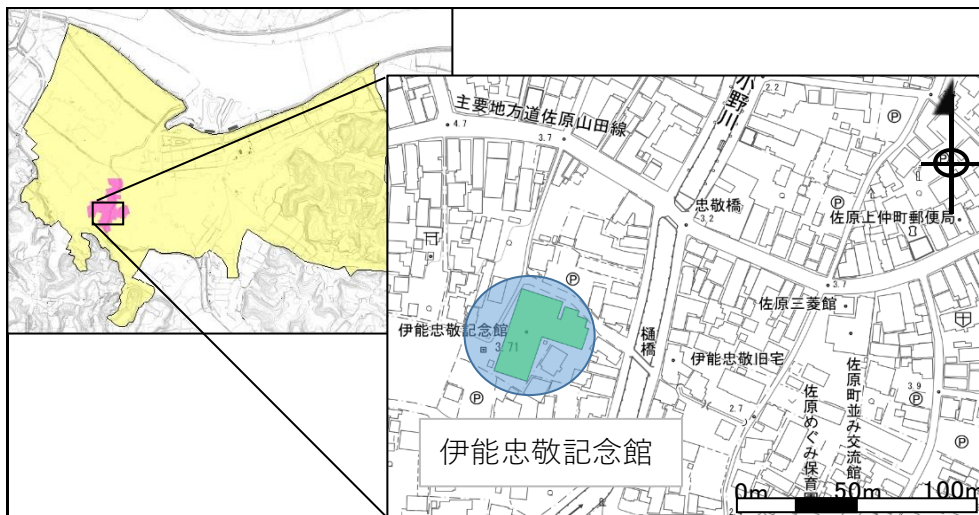 主要地方道佐原山田線
小野川
2.2
4.7
3.7
P
忠敬橋
3.2
P
佐原上仲町郵便局
P
3.7
佐原三菱館
伊能忠敬記念館
3.71
樋橋
伊能忠敬旧宅
P
2.7
佐原めぐみ保育園
佐原町並み交流館
3.9
P
P
伊能忠敬記念館
0m
50m
100m